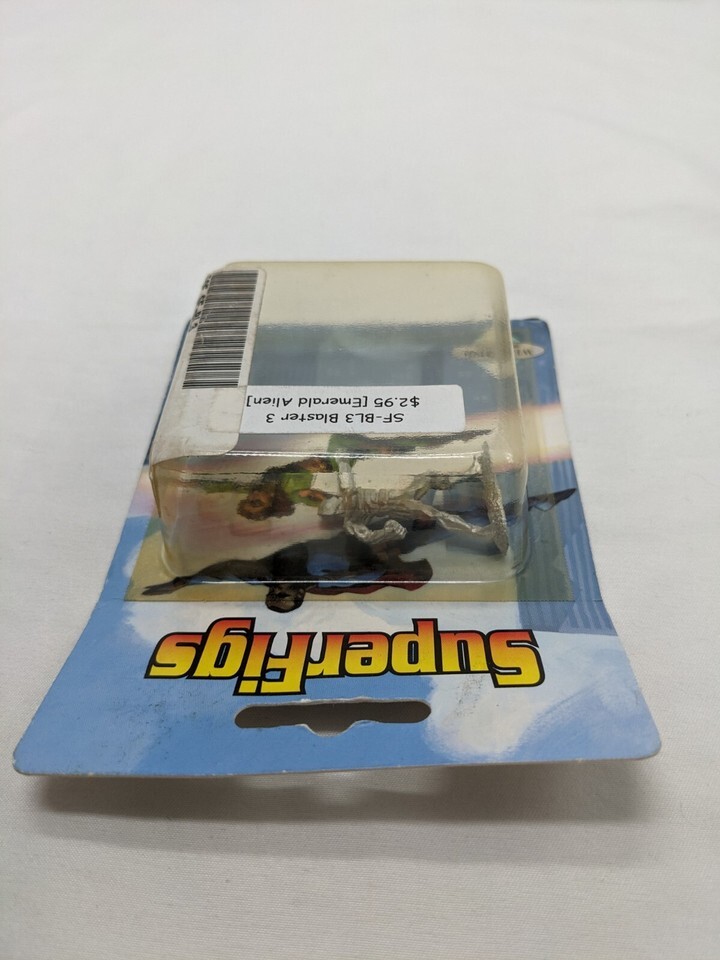 SuperFigs
SF-BL3 Blaster 3
$2.95 [Emerald Alien]